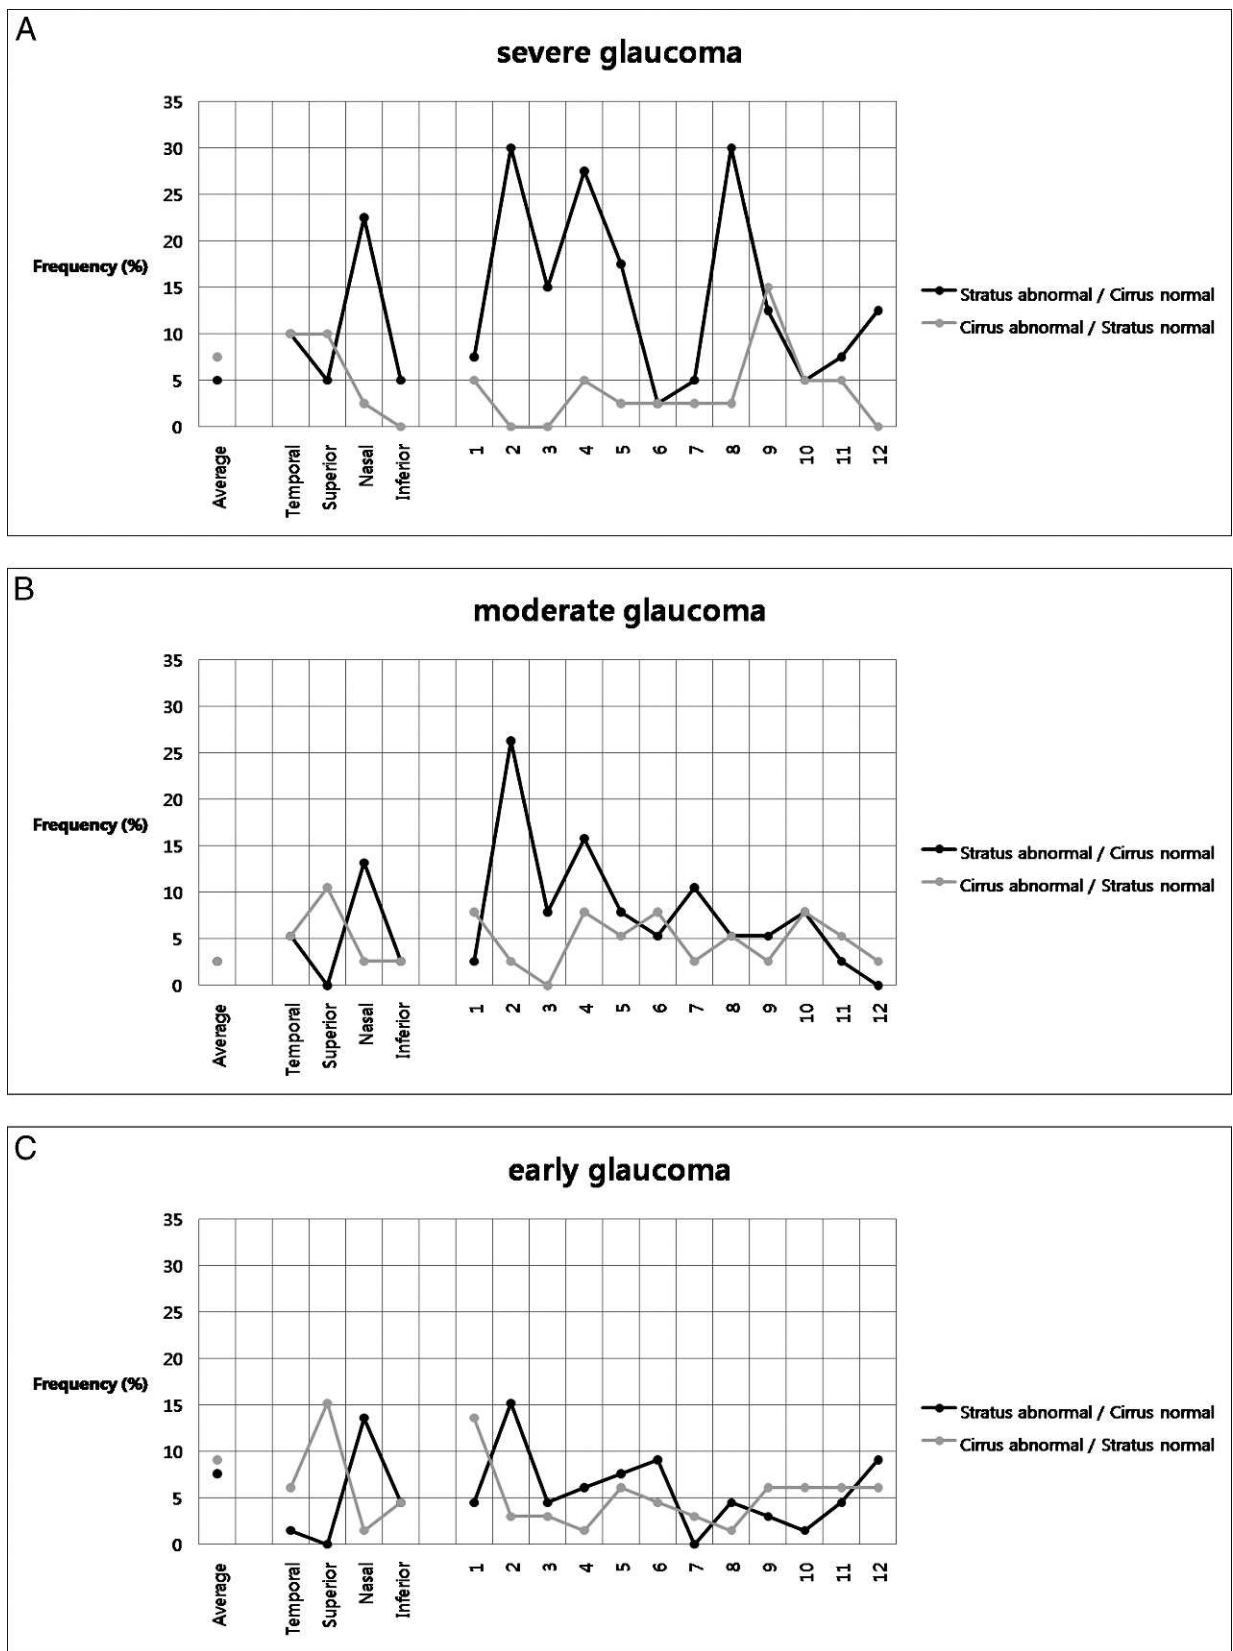 A
severe glaucoma
35
30
25
20
Frequency (%)
15
10
5
0
Average
Temporal
Superior
Nasal
Inferior
1
2
3
4
5
6
7
8
9
10
11
12
Stratus abnormal / Cirrus normal
Cirrus abnormal / Stratus normal
B
moderate glaucoma
35
30
25
20
Frequency (%)
15
10
5
0
Average
Temporal
Superior
Nasal
Inferior
1
2
3
4
5
6
7
8
9
10
11
12
Stratus abnormal / Cirrus normal
Cirrus abnormal / Stratus normal
C
early glaucoma
35
30
25
20
Frequency (%)
15
10
5
0
Average
Temporal
Superior
Nasal
Inferior
1
2
3
4
5
6
7
8
9
10
11
12
Stratus abnormal / Cirrus normal
Cirrus abnormal / Stratus normal